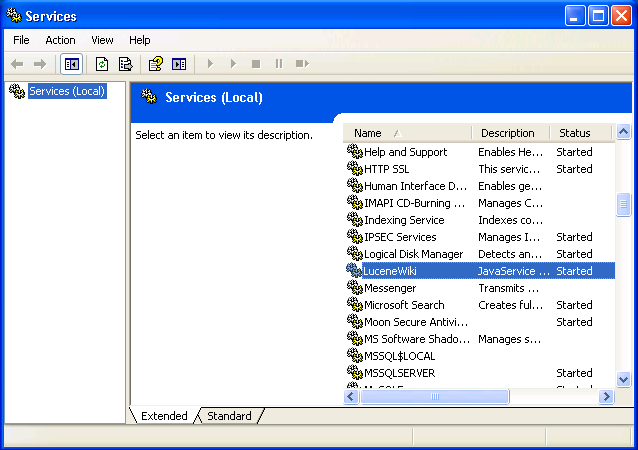 Services
File Action View Help
Services (Local)
Services (Local)
Select an item to view its description.
Name Description Status
Help and Support Enables He... Started
HTTP SSL This servic... Started
Human Interface D... Enables ge...
IMAPI CD-Burning ... Manages C...
Indexing Service Indexes co...
IPSEC Services Manages I... Started
Logical Disk Manager Detects an... Started
LuceneWiki JavaService ... Started
Messenger Transmits ...
Microsoft Search Creates ful... Started
Moon Secure Antivi... Started
MS Software Shado... Manages s...
MSSQL$LOCAL
MSSQLSERVER Started
Started
Extended Standard